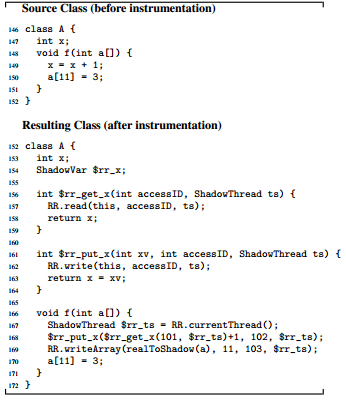 Source Class (before instrumentation)
146 class A {
147 int x;
148 void f(int a[]) {
149 x = x + 1;
150 a[11] = 3;
151 }
152 }
Resulting Class (after instrumentation)
152 class A {
153 int x;
154 ShadowVar $rr_x;
155
156 int $rr_get_x(int accessID, ShadowThread ts) {
157 RR.read(this, accessID, ts);
158 return x;
159 }
160
161 int $rr_put_x(int xv, int accessID, ShadowThread ts) {
162 RR.write(this, accessID, ts);
163 return x = xv;
164 }
165
166 void f(int a[]) {
167 ShadowThread $rr_ts = RR.currentThread();
168 $rr_put_x($rr_get_x(101, $rr_ts)+1, 102, $rr_ts);
169 RR.writeArray(realToShadow(a), 11, 103, $rr_ts);
170 a[11] = 3;
171 }
172 }